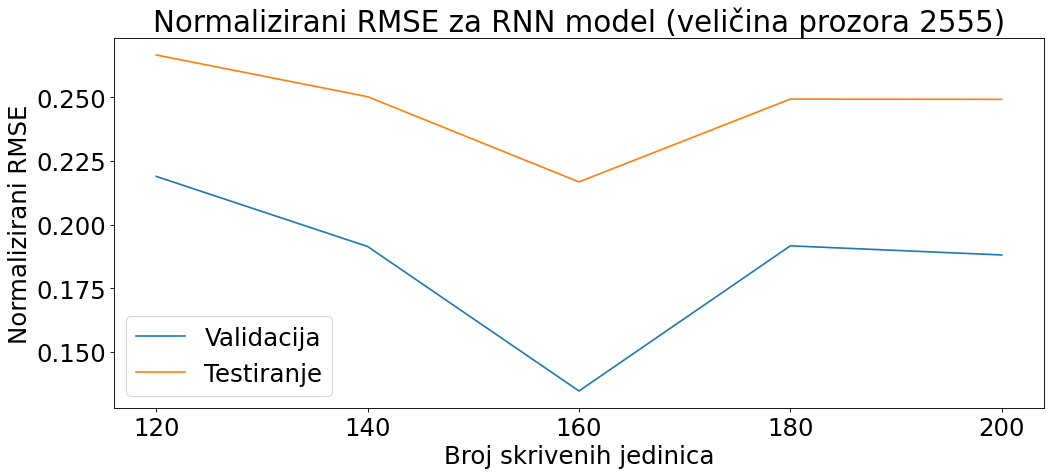 Normalizirani RMSE za RNN model (veličina prozora 2555)
Normalizirani RMSE
0.250
0.225
0.200
0.175
0.150
Validacija
Testiranje
120 140 160 180 200
Broj skrivenih jedinica